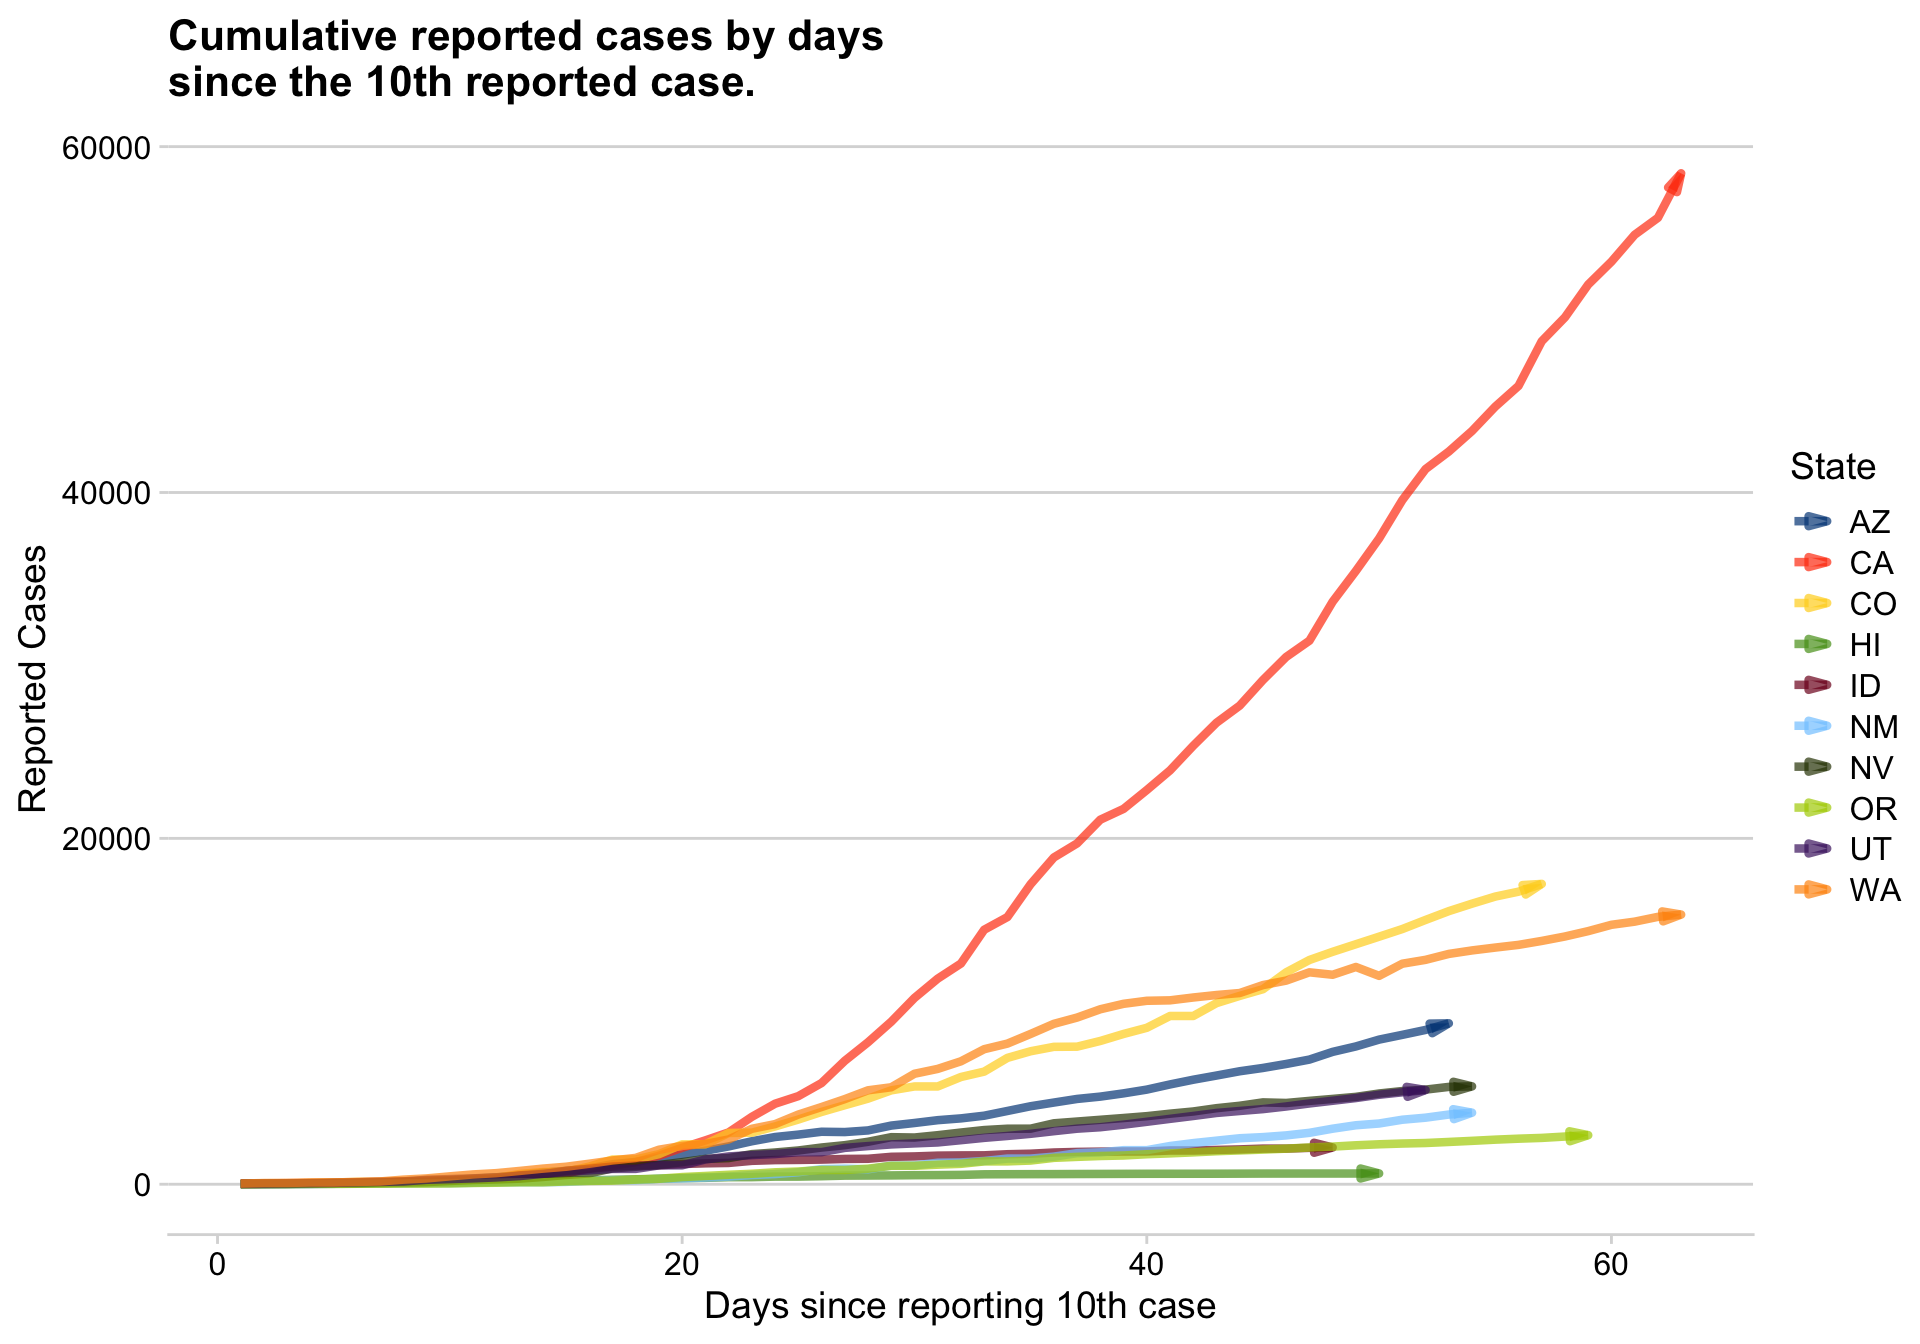 Cumulative reported cases by days
since the 10th reported case.
60000
40000
20000
0
Reported Cases
0 20 40 60
Days since reporting 10th case
State
AZ
CA
CO
HI
ID
NM
NV
OR
UT
WA